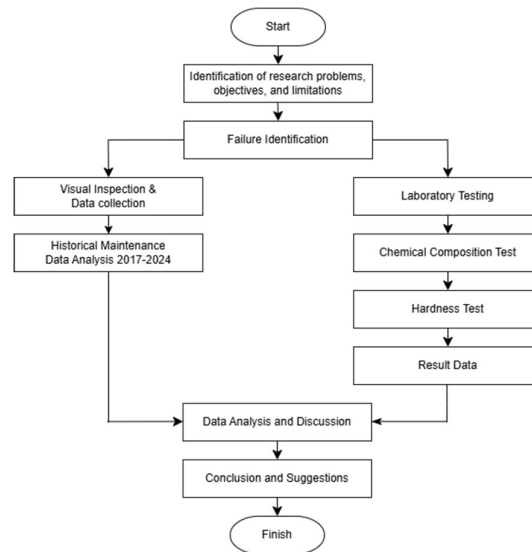 Start
Identification of research problems,
objectives, and limitations
Failure Identification
Visual Inspection &
Data collection
Historical Maintenance
Data Analysis 2017-2024
Laboratory Testing
Chemical Composition Test
Hardness Test
Result Data
Data Analysis and Discussion
Conclusion and Suggestions
Finish